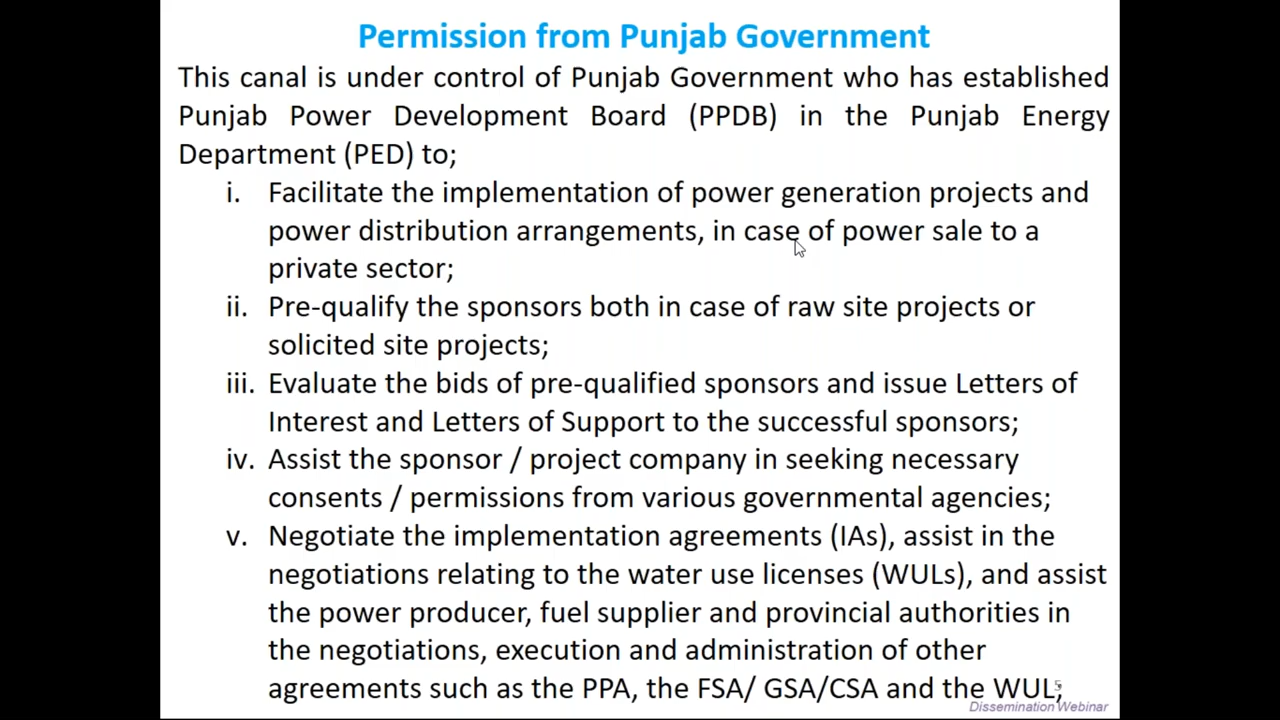 Permission from Punjab Government
This canal is under control of Punjab Government who has established
Punjab Power Development Board (PPDB) in the Punjab Energy
Department (PED) to;
i. Facilitate the implementation of power generation projects and
power distribution arrangements, in case of power sale to a
private sector;
ii. Pre-qualify the sponsors both in case of raw site projects or
solicited site projects;
iii. Evaluate the bids of pre-qualified sponsors and issue Letters of
Interest and Letters of Support to the successful sponsors;
iv. Assist the sponsor / project company in seeking necessary
consents / permissions from various governmental agencies;
v. Negotiate the implementation agreements (IAs), assist in the
negotiations relating to the water use licenses (WULs), and assist
the power producer, fuel supplier and provincial authorities in
the negotiations, execution and administration of other
agreements such as the PPA, the FSA/ GSA/CSA and the WUL;
Dissemination Webinar